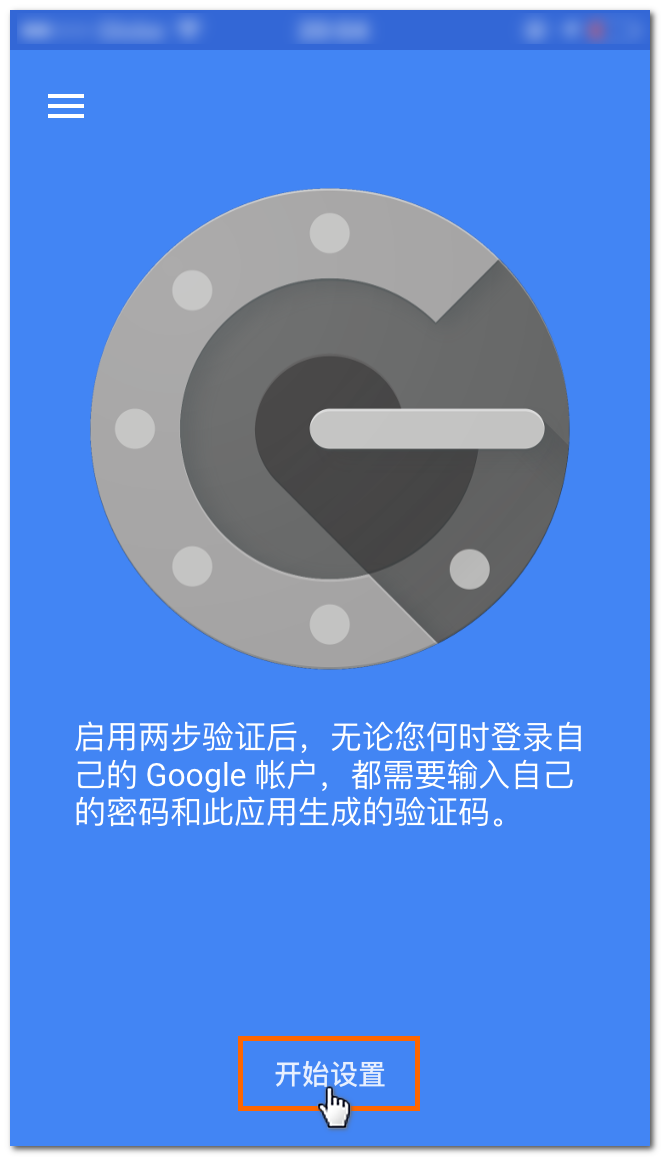 启用两步验证后，无论您何时登录自
己的 Google 帐户，都需要输入自己
的密码和此应用生成的验证码。
开始设置